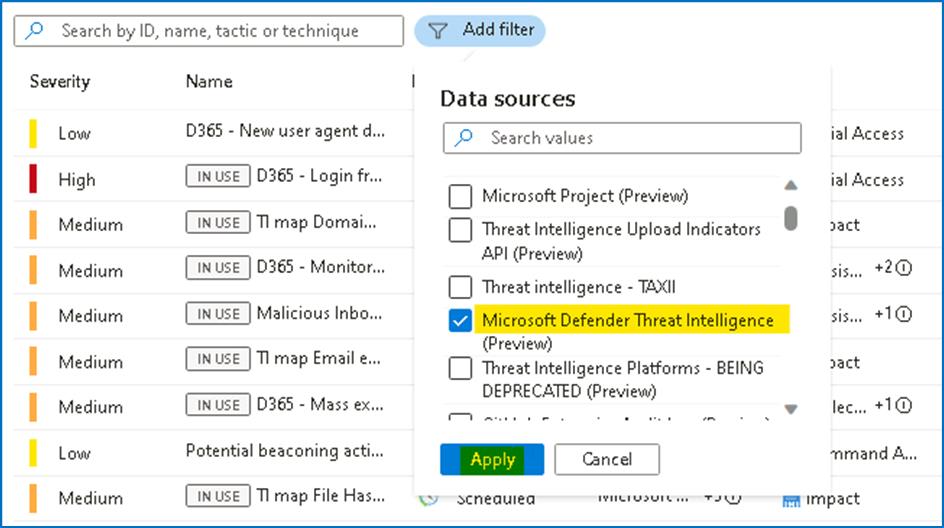 Search by ID, name, tactic or technique
Add filter
Severity
Name
Data sources
Search values
Low
D365 - New user agent d...
ial Access
High
IN USE D365 - Login fr...
Microsoft Project (Preview)
ial Access
Medium
IN USE TI map Domai...
Threat Intelligence Upload Indicators
API (Preview)
pact
Medium
IN USE D365 - Monitor...
Threat intelligence - TAXII
sis... +2
Medium
IN USE Malicious Inbo...
Microsoft Defender Threat Intelligence
(Preview)
sis... +1
Medium
IN USE TI map Email e...
Threat Intelligence Platforms - BEING
DEPRECATED (Preview)
pact
Medium
IN USE D365 - Mass ex...
lec... +1
Low
Potential beaconing acti...
Apply
Cancel
mmand A...
Medium
IN USE TI map File Has...
Scheduled
Microsoft ...
Impact